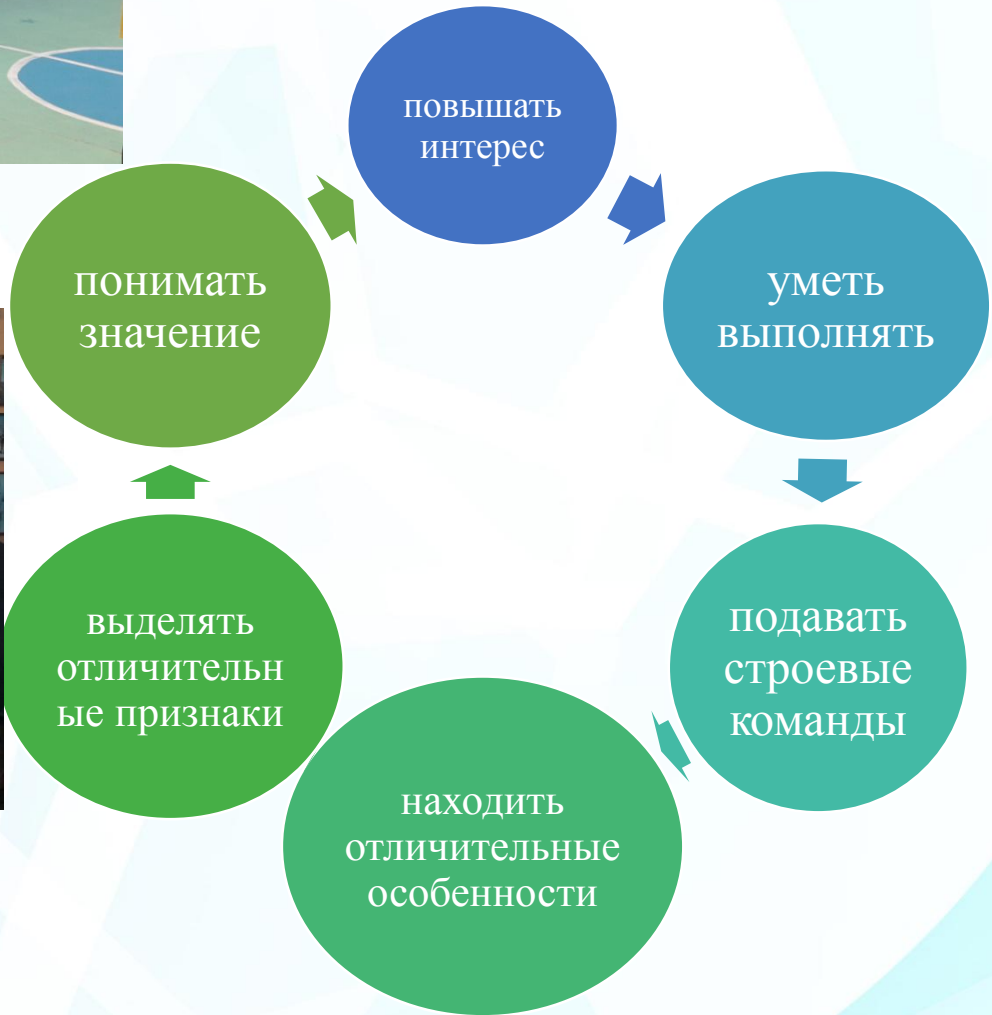 повышать
интерес
уметь
выполнять
подавать
строевые
команды
находить
отличительные
особенности
выделять
отличительн
ые признаки
понимать
значение